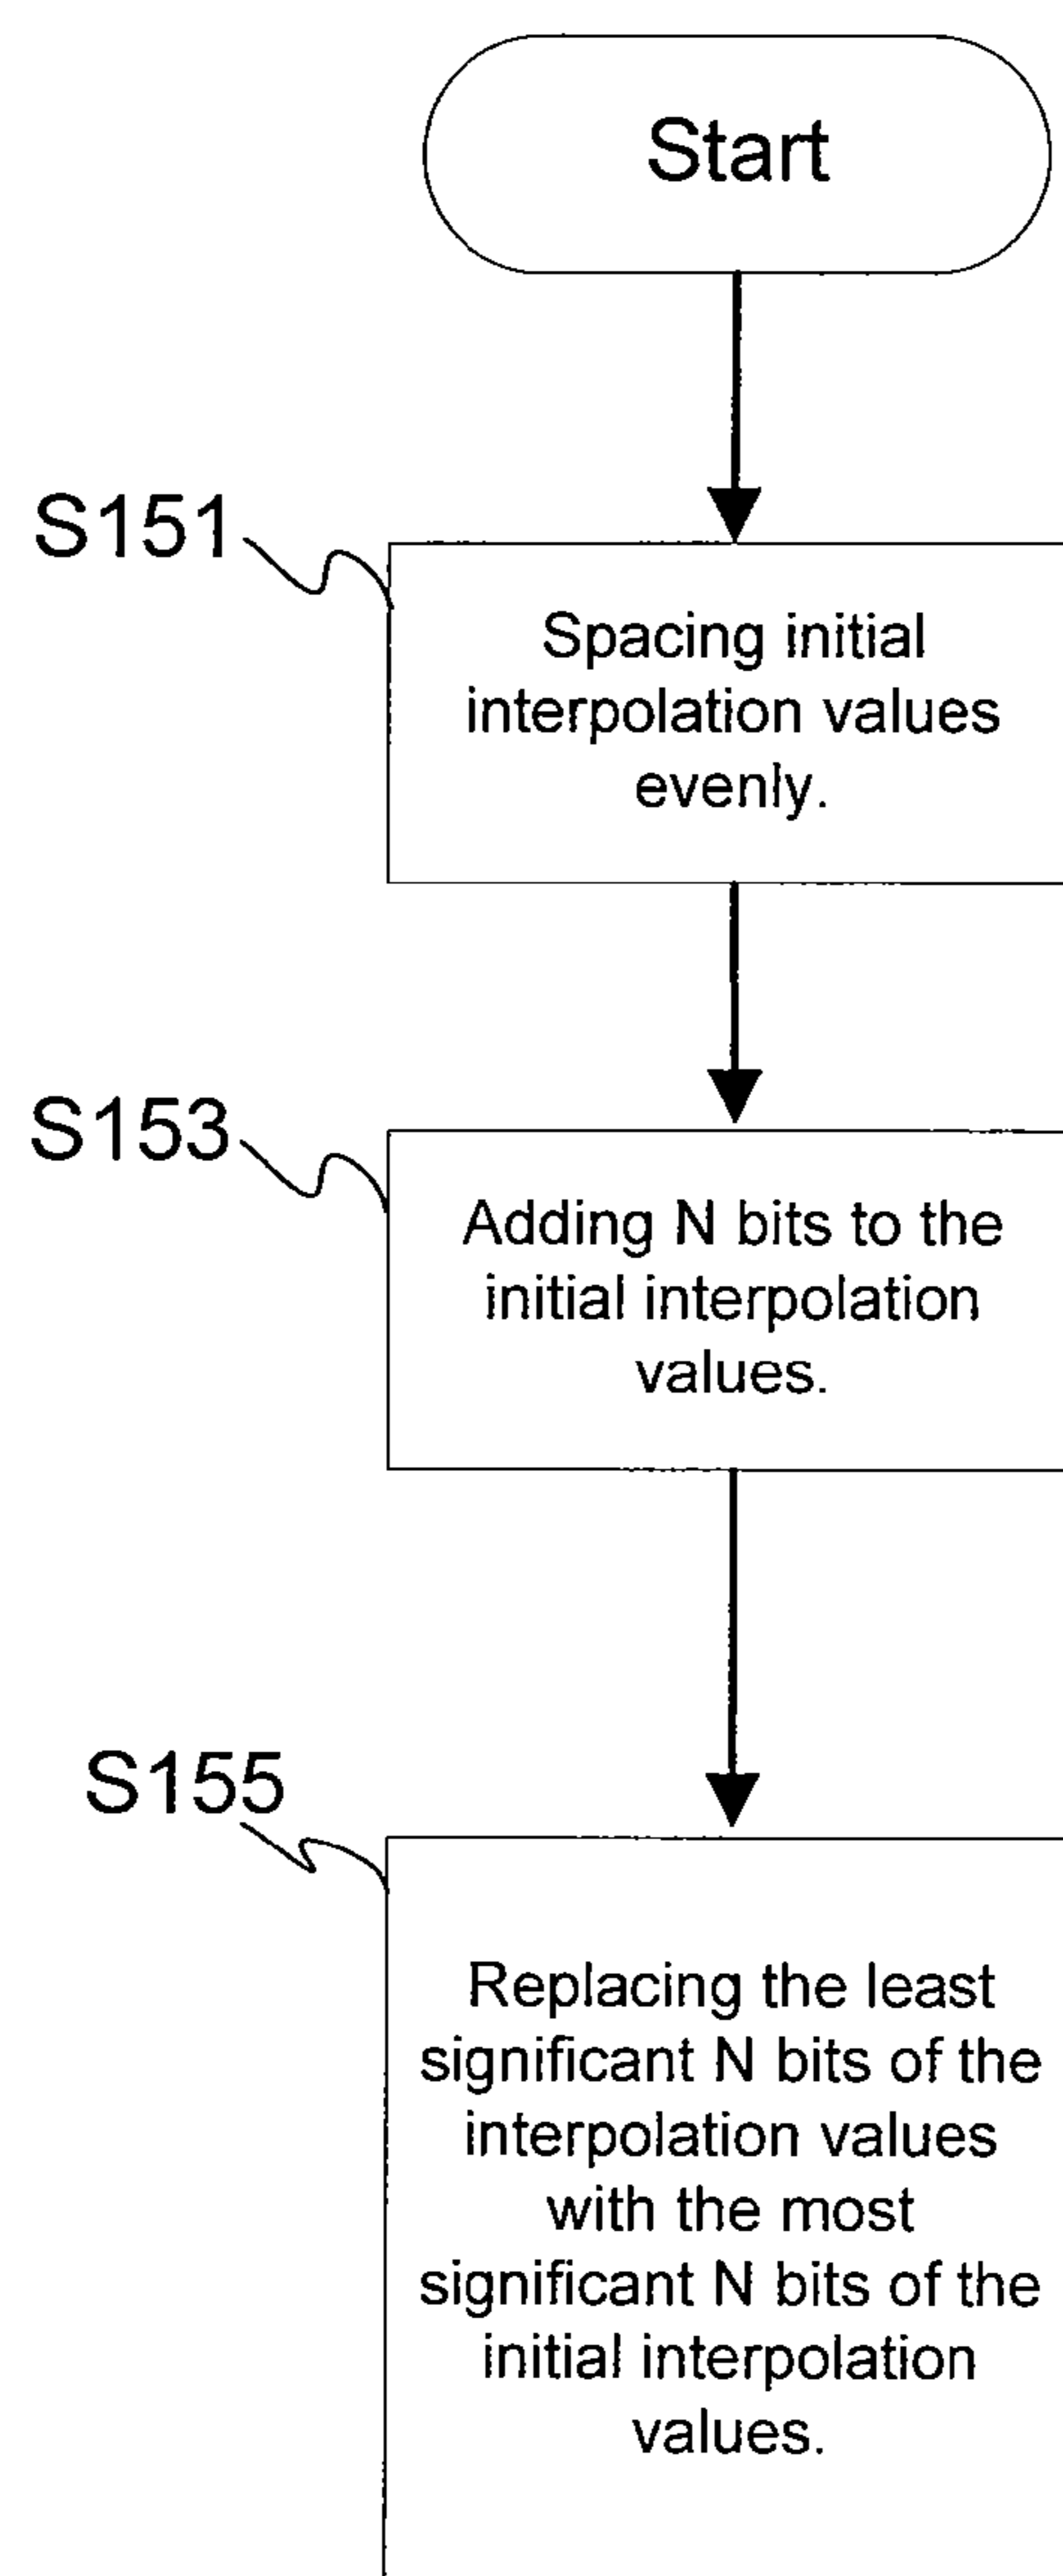 Start
S151
Spacing initial
interpolation values
evenly.
S153
Adding N bits to the
initial interpolation
values.
S155
Replacing the least
significant N bits of the
interpolation values
with the most
significant N bits of the
initial interpolation
values.